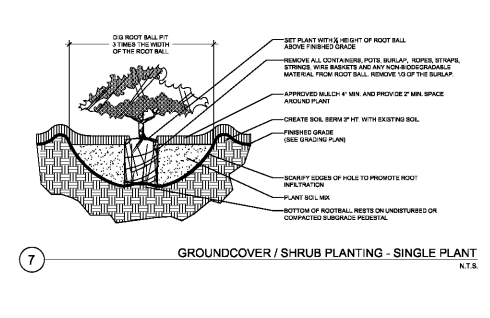 DIG ROOT BALL PIT
3 TIMES THE WIDTH
OF THE ROOT BALL
SET PLANT WITH ⅛ HEIGHT OF ROOT BALL
ABOVE FINISHED GRADE
REMOVE ALL CONTAINERS, POTS, BURLAP, ROPES, STRAPS,
STRINGS, WIRE BASKETS AND ANY NON-BIODEGRADABLE
MATERIAL FROM ROOT BALL. REMOVE 1/3 OF THE BURLAP.
APPROVED MULCH 4" MIN. AND PROVIDE 2" MIN. SPACE
AROUND PLANT
CREATE SOIL BERM 3" HT. WITH EXISTING SOIL
FINISHED GRADE
(SEE GRADING PLAN)
SCARIFY EDGES OF HOLE TO PROMOTE ROOT
INFILTRATION
PLANT SOIL MIX
BOTTOM OF ROOTBALL RESTS ON UNDISTURBED OR
COMPACTED SUBGRADE PEDESTAL
7
GROUNDCOVER / SHRUB PLANTING - SINGLE PLANT
N.T.S.